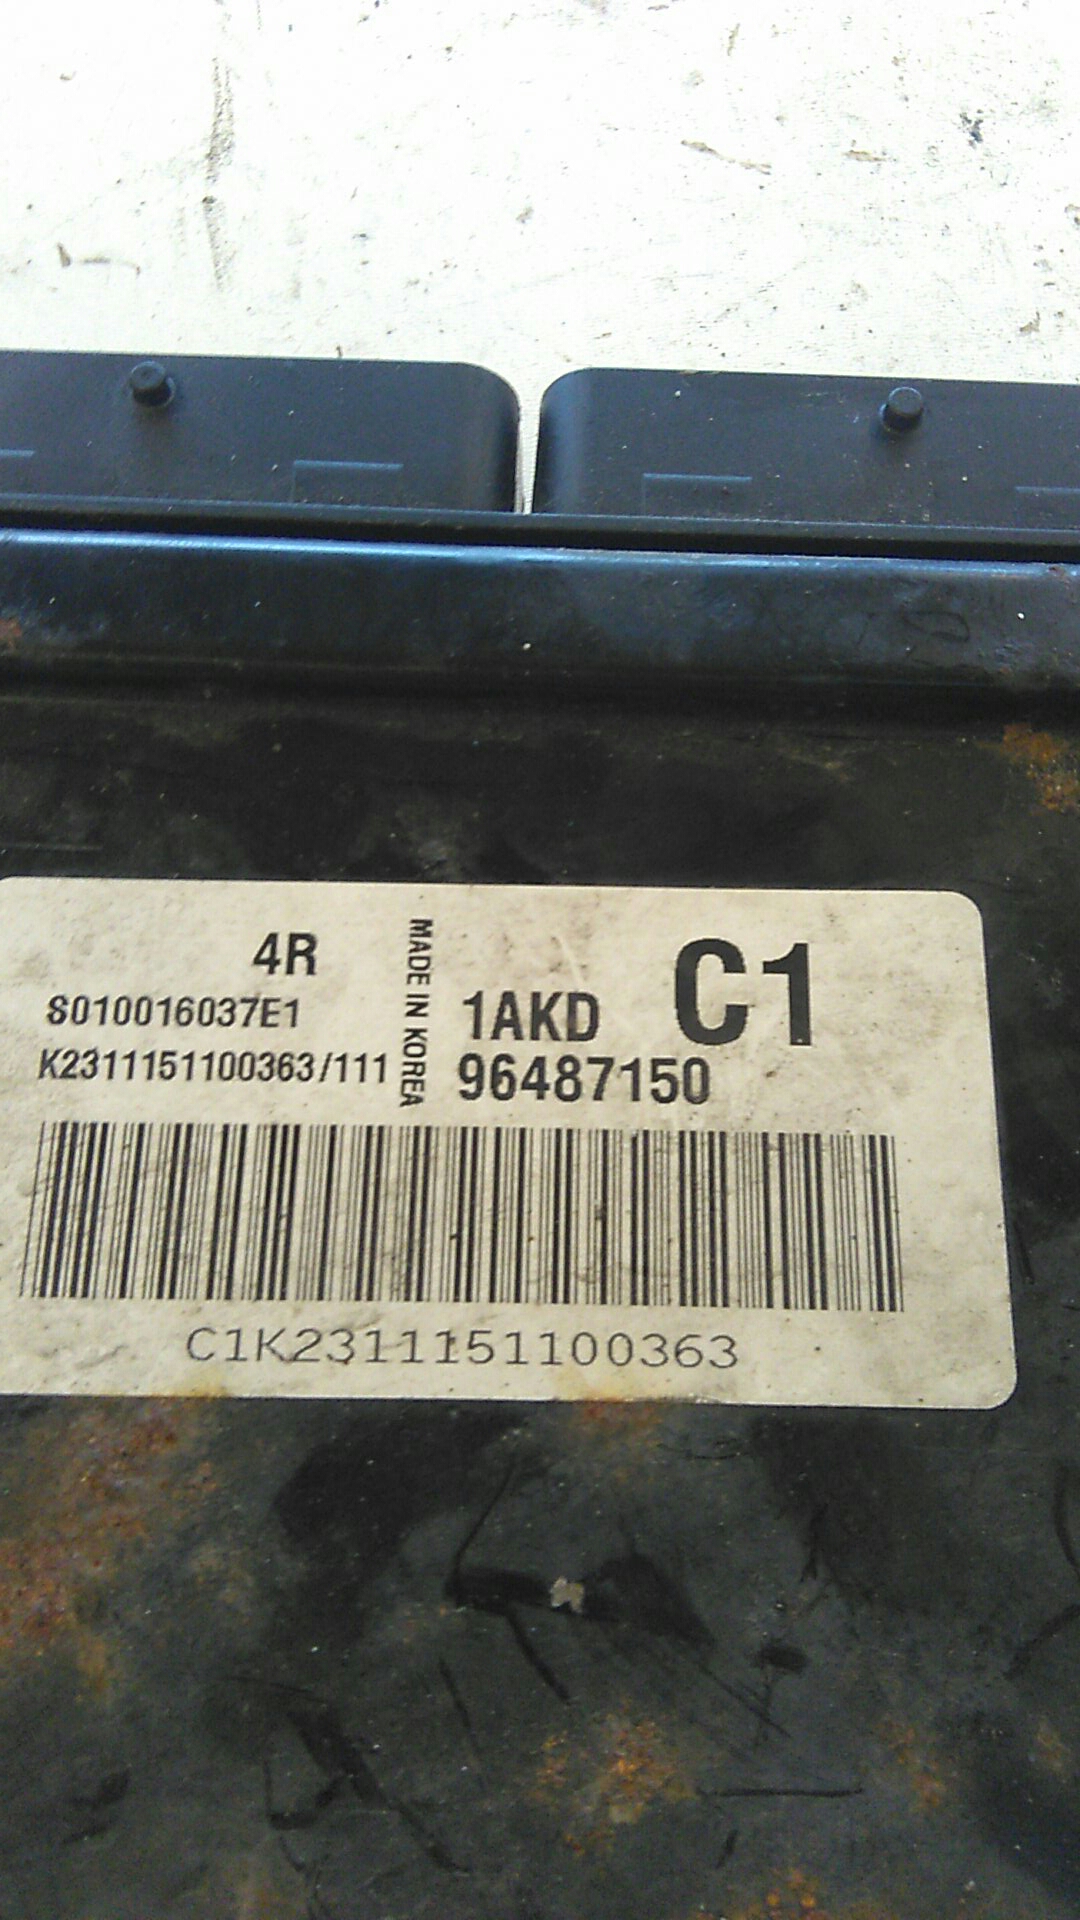 4R
S010016037E1
K2311151100363/111
MADE IN KOREA
C1
1AKD
96487150
C1K2311151100363